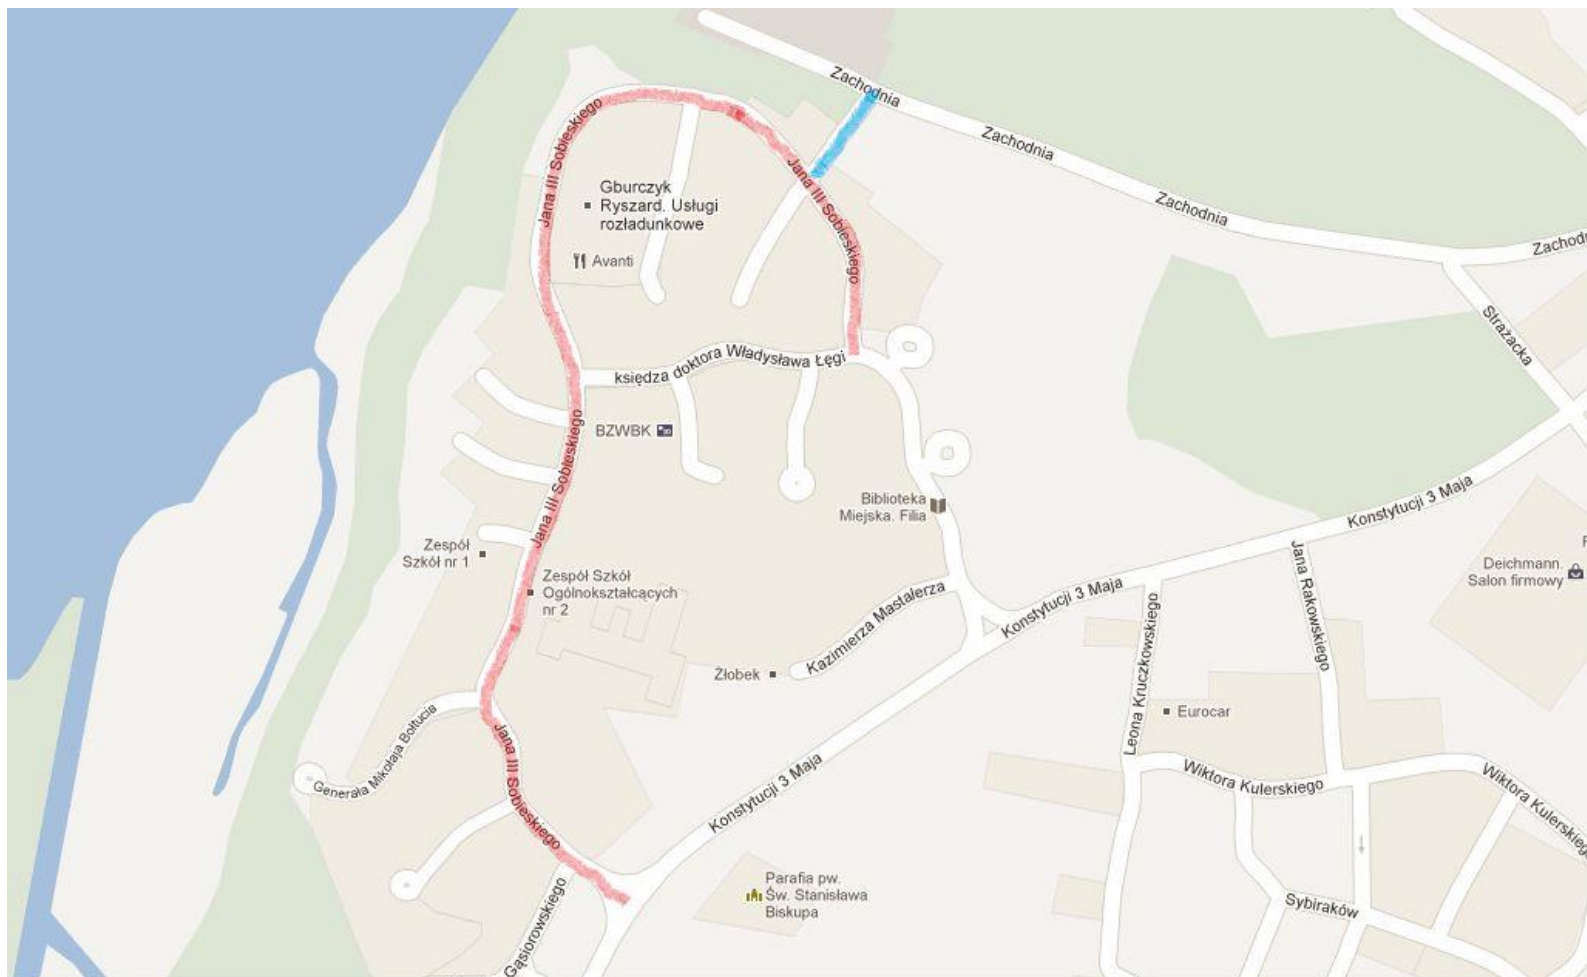 Zachodnia
Zachodnia
Zachodnia
Jana III Sobieskiego
Jana III Sobieskiego
Jana III Sobieskiego
Gburczyk
Ryszard. Usługi
rozładunkowe
Avanti
Strażacka
księdza doktora Władysława Łęgi
BZWBK
Jana III Sobieskiego
Biblioteka
Miejska. Filia
Konstytucji 3 Maja
Zespół
Szkół nr 1
Zespół Szkół
Ogólnokształcących
nr 2
Jana Rakowskiego
Deichmann.
Salon firmowy
Kazimierza Mastalerza
Konstytucji 3 Maja
Leona Kruczkowskiego
Żłobek
Eurocar
Generała Mikołaja Bołtucia
Jana III Sobieskiego
Konstytucji 3 Maja
Wiktora Kulerskiego
Wiktora Kulerskiego
Parafia pw.
Św. Stanisława
Biskupa
Gąsiorowskiego
Sybiraków